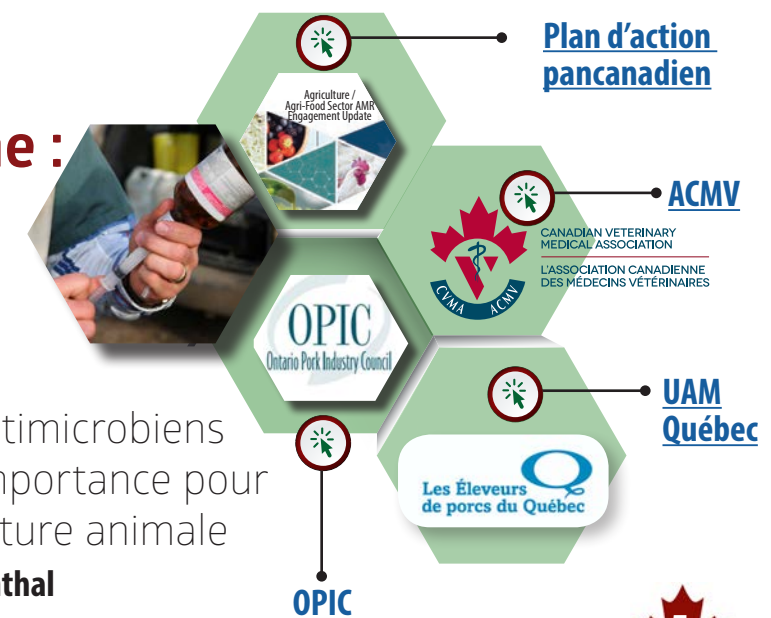 Plan d'action
pancanadien
Agriculture /
Agri-Food Sector AMR
Engagement Update
e :
ACMV
CANADIAN VETERINARY
MEDICAL ASSOCIATION
L'ASSOCIATION CANADIENNE
DES MÉDECINS VÉTÉRINAIRES
CVMA ACMV
OPIC
Ontario Pork Industry Council
UAM
Québec
timicrobiens
mportance pour
ture animale
thal
Les Éleveurs
de porcs du Québec
OPIC